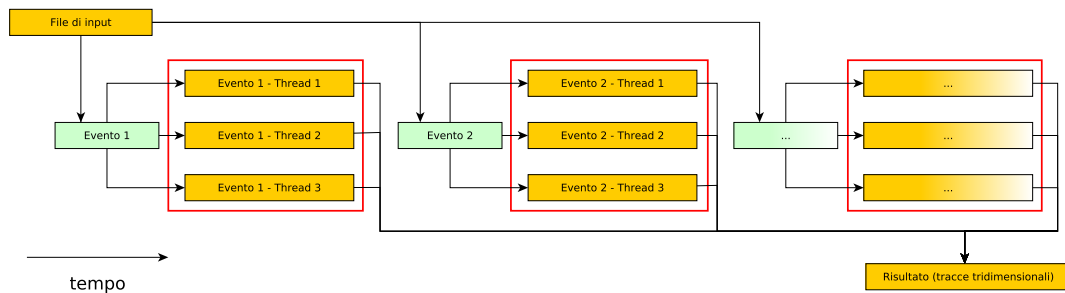 File di input
Evento 1
Evento 1 - Thread 1
Evento 1 - Thread 2
Evento 1 - Thread 3
Evento 2
Evento 2 - Thread 1
Evento 2 - Thread 2
Evento 2 - Thread 3
...
...
...
...
tempo
Risultato (tracce tridimensionali)